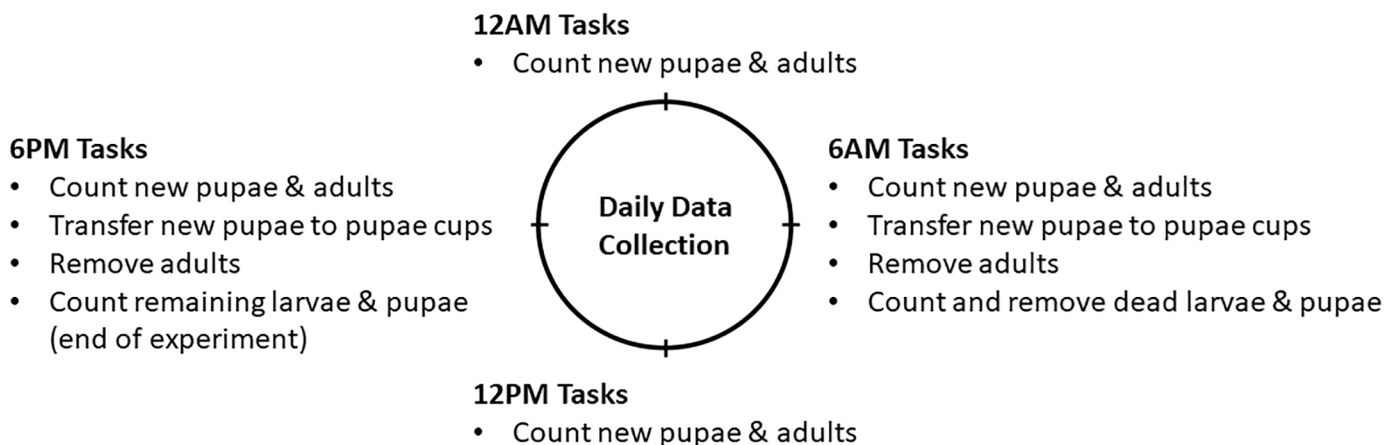 12AM Tasks
• Count new pupae & adults
6PM Tasks
• Count new pupae & adults
• Transfer new pupae to pupae cups
• Remove adults
• Count remaining larvae & pupae
(end of experiment)
Daily Data
Collection
6AM Tasks
• Count new pupae & adults
• Transfer new pupae to pupae cups
• Remove adults
• Count and remove dead larvae & pupae
12PM Tasks
• Count new pupae & adults